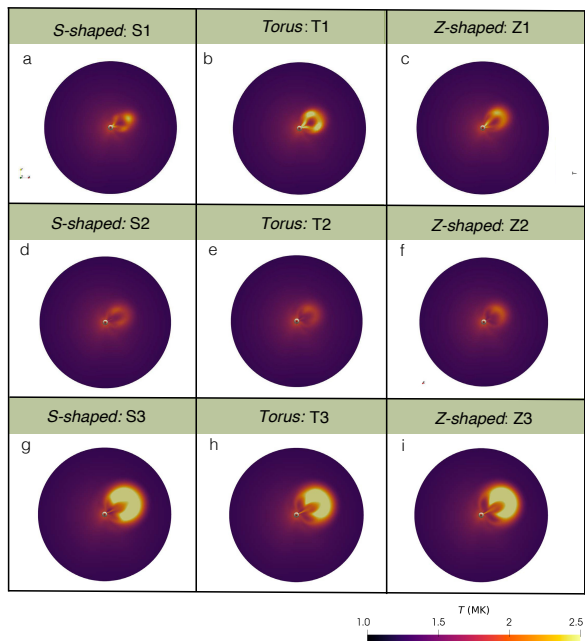 S-shaped: S1
Torus: T1
Z-shaped: Z1
a
b
c
S-shaped: S2
Torus: T2
Z-shaped: Z2
d
e
f
S-shaped: S3
Torus: T3
Z-shaped: Z3
g
h
i
T (MK)
1.0 1.5 2 2.5